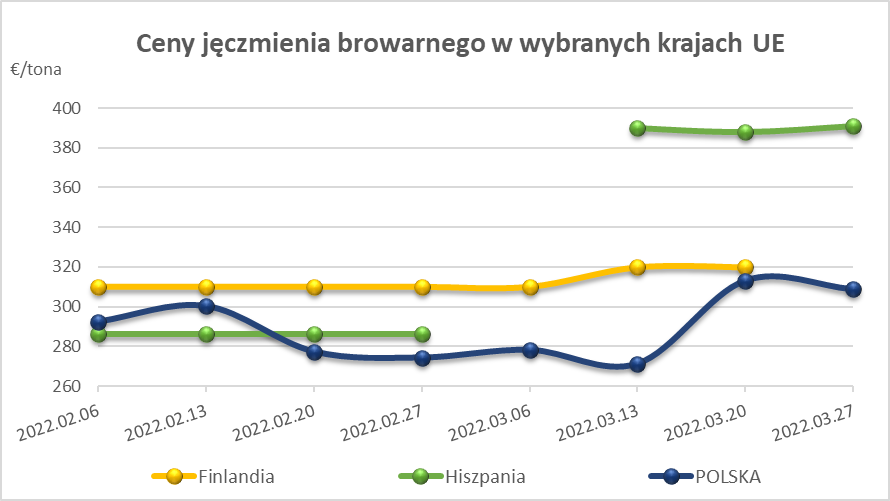 Ceny jęczmienia browarnego w wybranych krajach UE
€/tona
400
380
360
340
320
300
280
260
2022.02.06 2022.02.13 2022.02.20 2022.02.27 2022.03.06 2022.03.13 2022.03.20 2022.03.27
Finlandia Hiszpania POLSKA